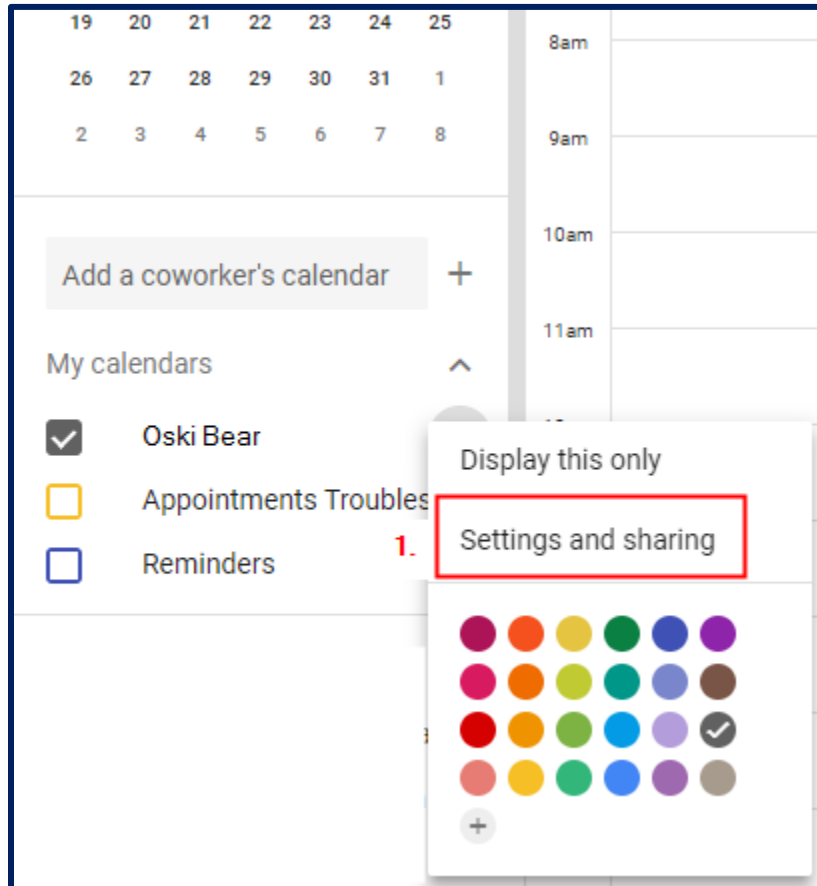 19 20 21 22 23 24 25
26 27 28 29 30 31 1
2 3 4 5 6 7 8
Add a coworker's calendar +
My calendars
Oski Bear
Appointments Troubles
Reminders
8am
9am
10am
11am
Display this only
1. Settings and sharing
+